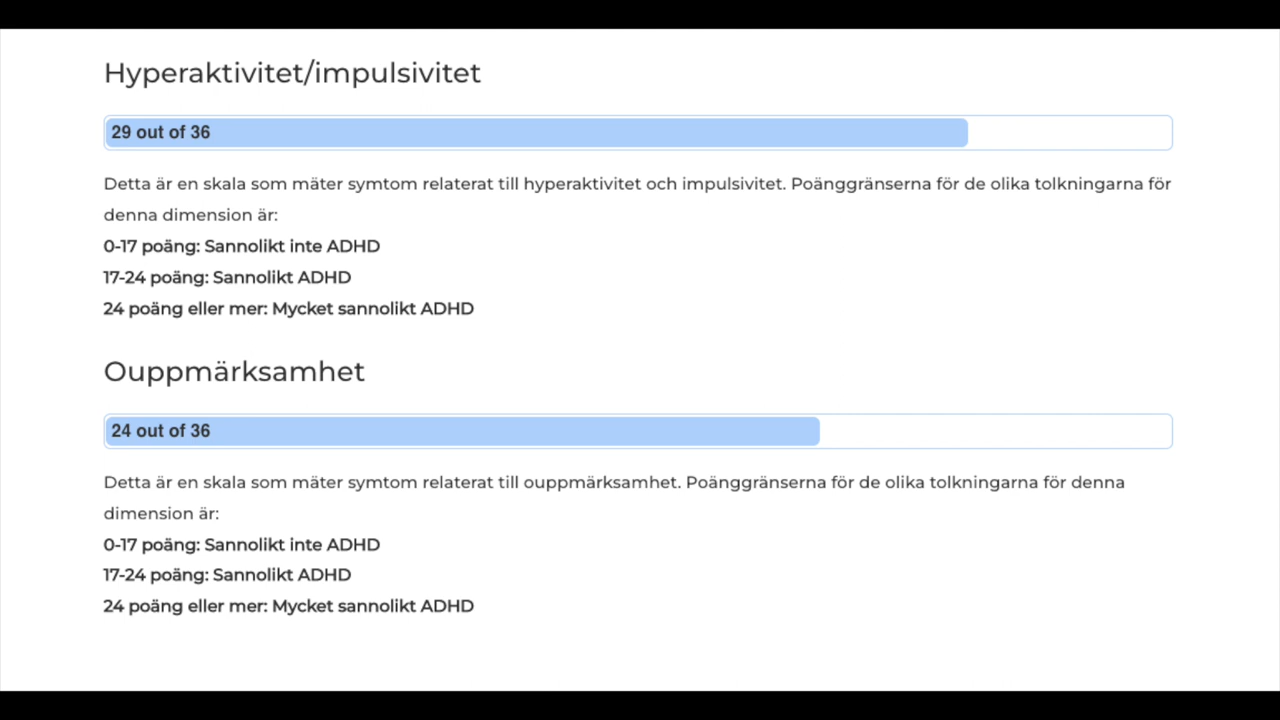 Hyperaktivitet/impulsivitet
29 out of 36
Detta är en skala som mäter symtom relaterat till hyperaktivitet och impulsivitet. Poänggränserna för de olika tolkningarna för
denna dimension är:
0-17 poäng: Sannolikt inte ADHD
17-24 poäng: Sannolikt ADHD
24 poäng eller mer: Mycket sannolikt ADHD
Ouppmärksamhet
24 out of 36
Detta är en skala som mäter symtom relaterat till ouppmärksamhet. Poänggränserna för de olika tolkningarna för denna
dimension är:
0-17 poäng: Sannolikt inte ADHD
17-24 poäng: Sannolikt ADHD
24 poäng eller mer: Mycket sannolikt ADHD